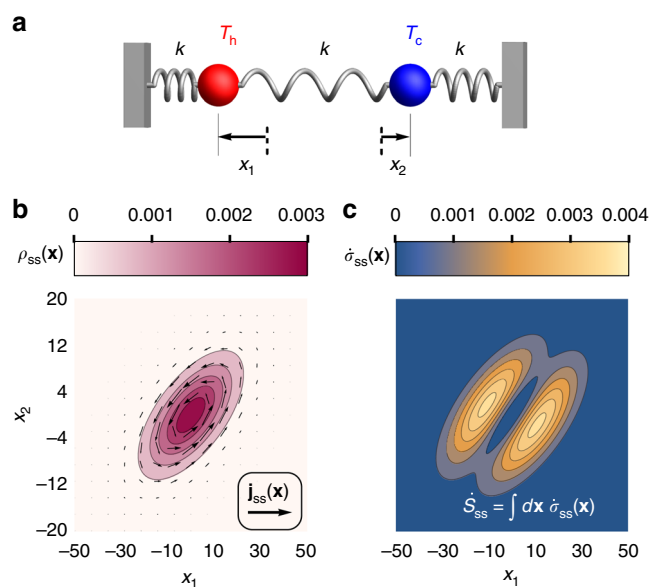 a
T_h T_c
k k k
x_1 x_2
b c
0 0.001 0.002 0.003 0 0.001 0.002 0.003 0.004
ρ_ss(x) σ̇_ss(x)
20
12
4
−4
−12
−20
x_2
j_ss(x)
Ṡ_ss = ∫ dx σ̇_ss(x)
−50 −30 −10 10 30 50 −50 −30 −10 10 30 50
x_1 x_1